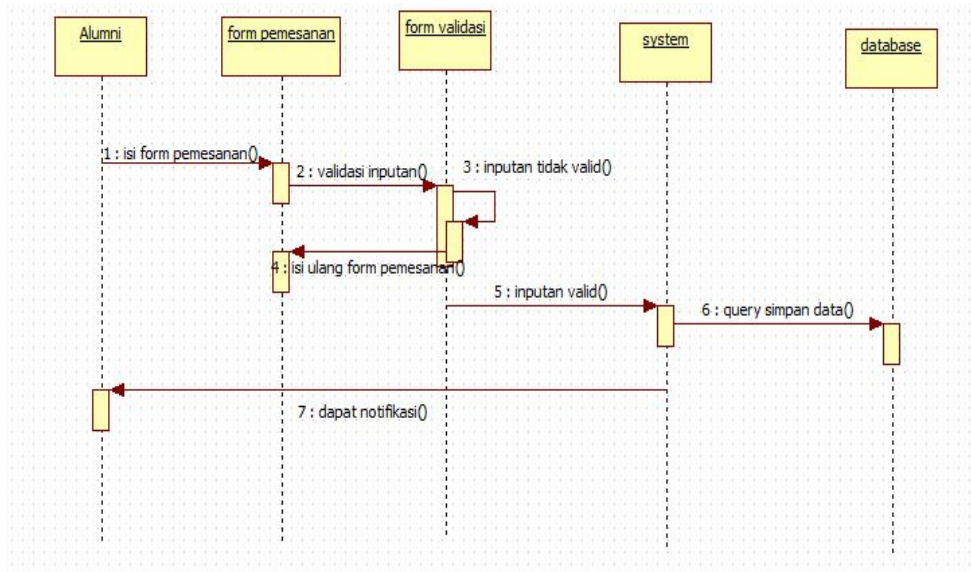 Alumni
form pemesanan
form validasi
system
database
1 : isi form pemesanan()
2 : validasi inputan()
3 : inputan tidak valid()
4 : isi ulang form pemesanan()
5 : inputan valid()
6 : query simpan data()
7 : dapat notifikasi()